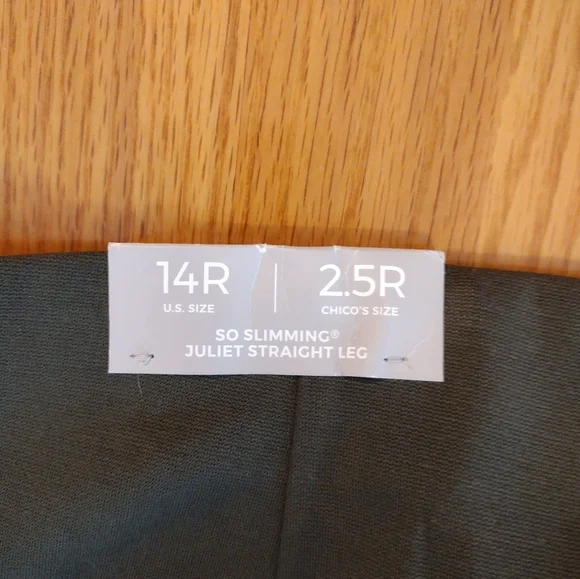 14R | 2.5R
U.S. SIZE CHICO'S SIZE
SO SLIMMING®
JULIET STRAIGHT LEG